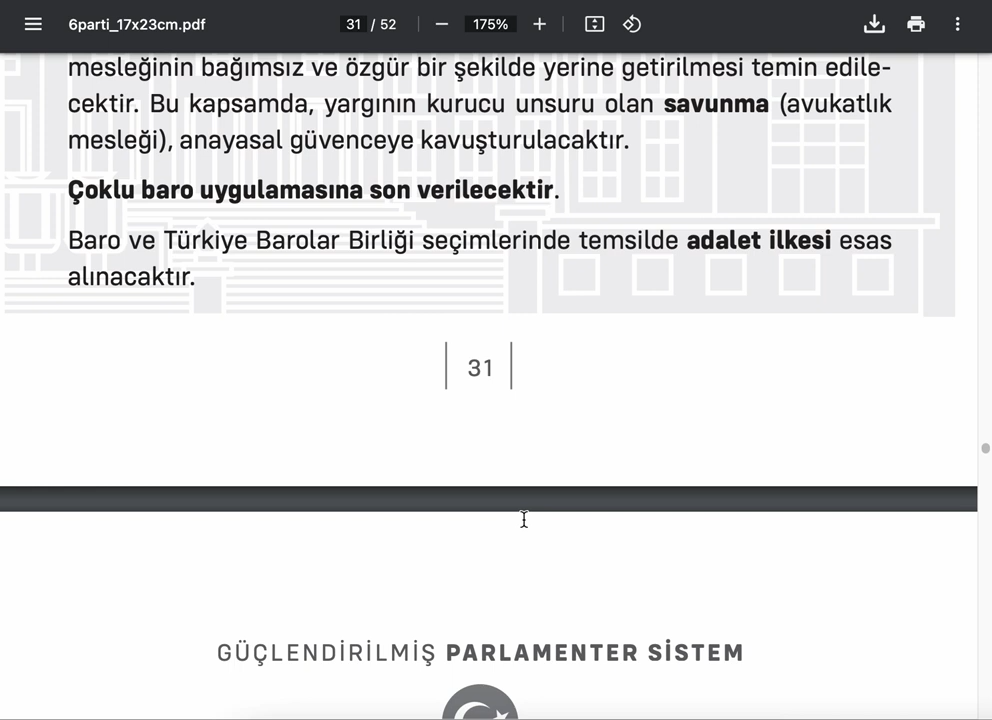 6parti_17x23cm.pdf
31 / 52
175%
mesleğinin bağımsız ve özgür bir şekilde yerine getirilmesi temin edile-
cektir. Bu kapsamda, yargının kurucu unsuru olan savunma (avukatlık
mesleği), anayasal güvenceye kavuşturulacaktır.
Çoklu baro uygulamasına son verilecektir.
Baro ve Türkiye Barolar Birliği seçimlerinde temsilde adalet ilkesi esas
alınacaktır.
31
GÜÇLENDİRİLMİŞ PARLAMENTER SİSTEM